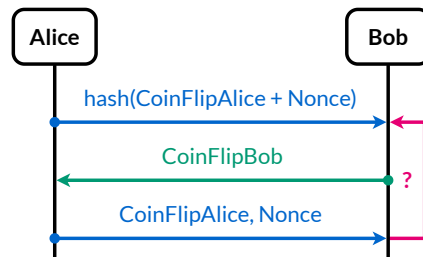 Alice
Bob
hash(CoinFlipAlice + Nonce)
CoinFlipBob
?
CoinFlipAlice, Nonce